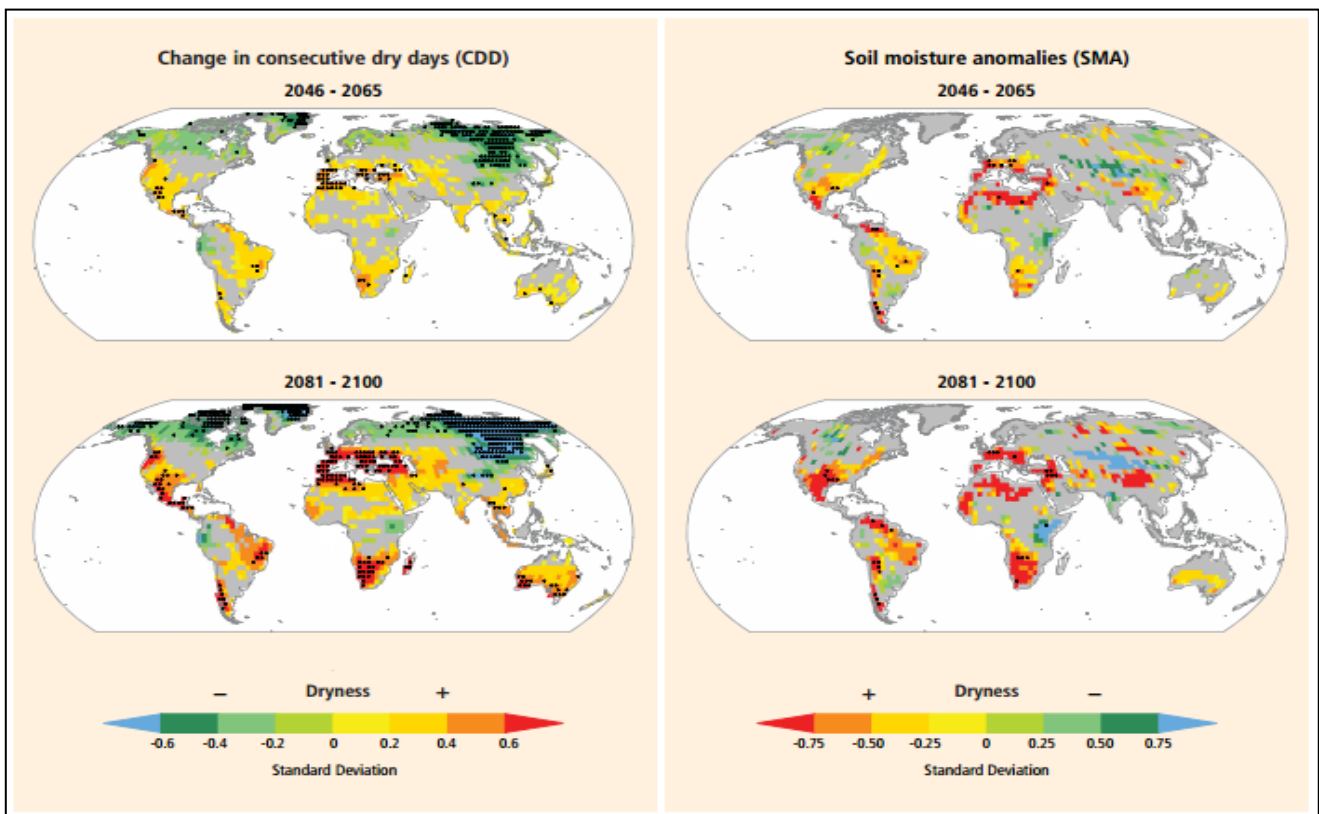 Change in consecutive dry days (CDD)
2046 - 2065
2081 - 2100
– Dryness +
-0.6 -0.4 -0.2 0 0.2 0.4 0.6
Standard Deviation
Soil moisture anomalies (SMA)
2046 - 2065
2081 - 2100
+ Dryness –
-0.75 -0.50 -0.25 0 0.25 0.50 0.75
Standard Deviation